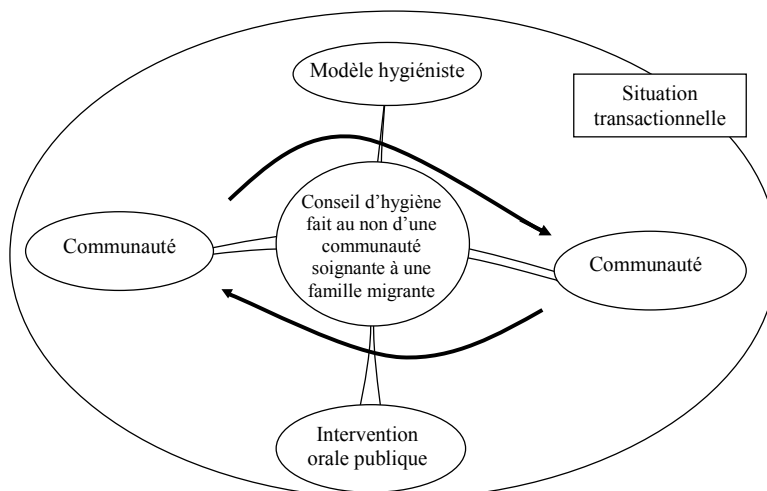 Modèle hygiéniste
Situation
transactionnelle
Conseil d'hygiène
fait au non d'une
communauté
soignante à une
famille migrante
Communauté
Communauté
Intervention
orale publique